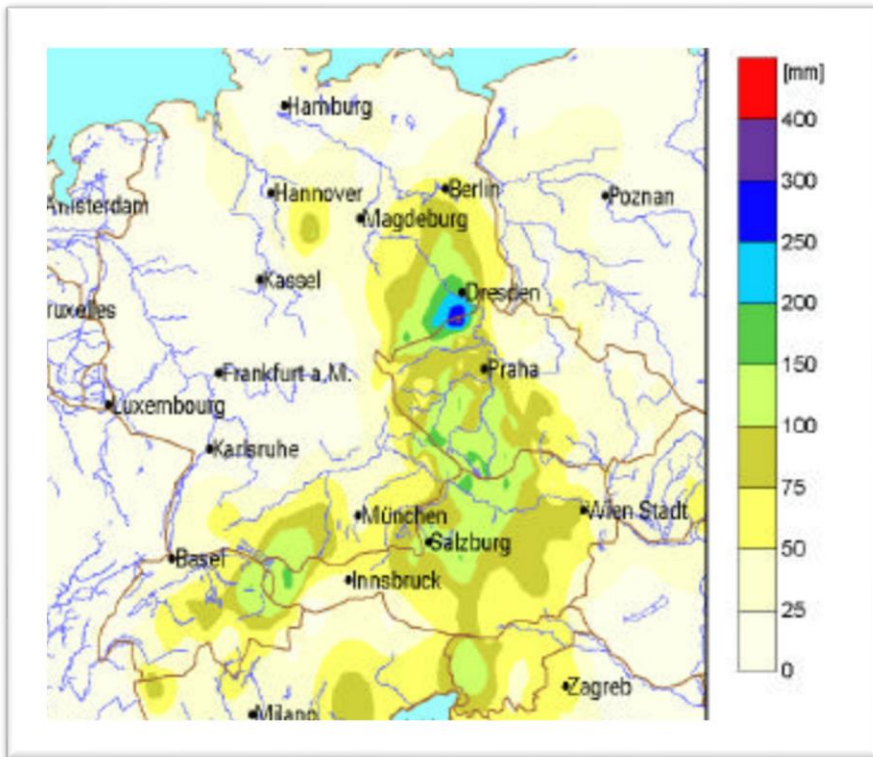 [mm]
Hamburg
400
Hannover
Berlin
Poznan
Amsterdam
Magdeburg
300
250
Kassel
Dresden
ruxelles
200
Praha
150
Frankfurt a.M.
Luxembourg
100
Karlsruhe
75
München
Wien Stadt
Salzburg
50
Basel
Innsbruck
25
0
Zagreb
Milano